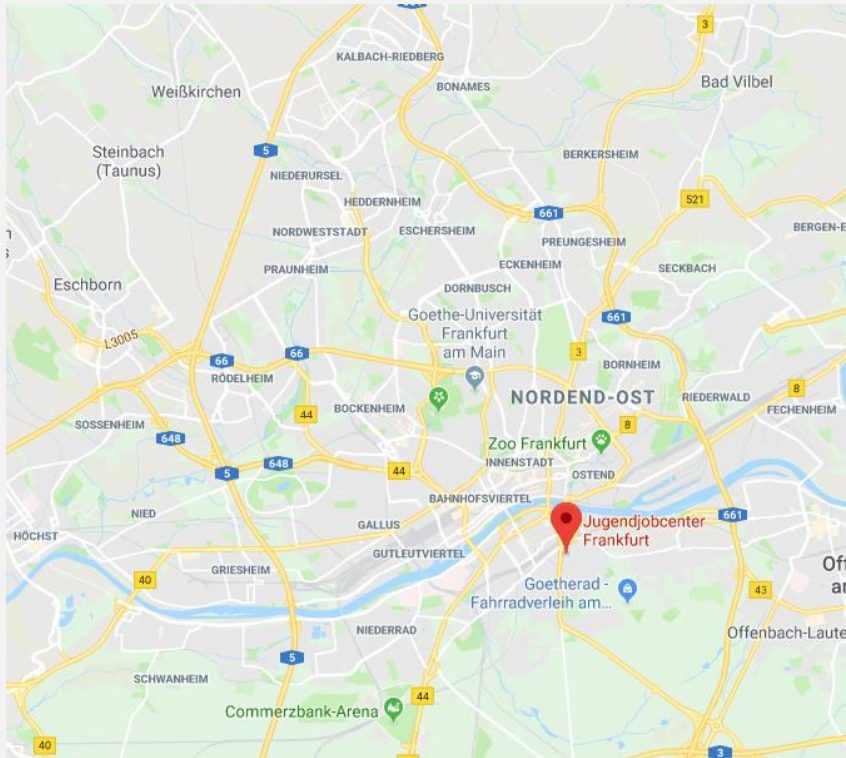 3
KALBACH-RIEDBERG
BONAMES
Bad Vilbel
Weißkirchen
Steinbach
(Taunus)
5
BERKERSHEIM
NIEDERURSEL
HEDDERNHEIM
521
661
NORDWESTSTADT
ESCHERSHEIM
BERGEN-E
PREUNGESHEIM
ECKENHEIM
PRAUNHEIM
SECKBACH
Eschborn
DORNBUSCH
Goethe-Universität
Frankfurt
am Main
661
L3005
66
66
3
BORNHEIM
RÖDELHEIM
NORDEND-OST
RIEDERWALD
8
BOCKENHEIM
44
FECHENHEIM
SOSSENHEIM
8
648
Zoo Frankfurt
648
INNENSTADT
5
44
OSTEND
BAHNHOFSVIERTEL
NIED
661
GALLUS
Jugendjobcenter
Frankfurt
HÖCHST
GUTLEUTVIERTEL
Off
GRIESHEIM
40
Goetherad -
Fahrradverleih am...
an
43
NIEDERRAD
Offenbach-Laute
5
SCHWANHEIM
44
Commerzbank-Arena
40
3